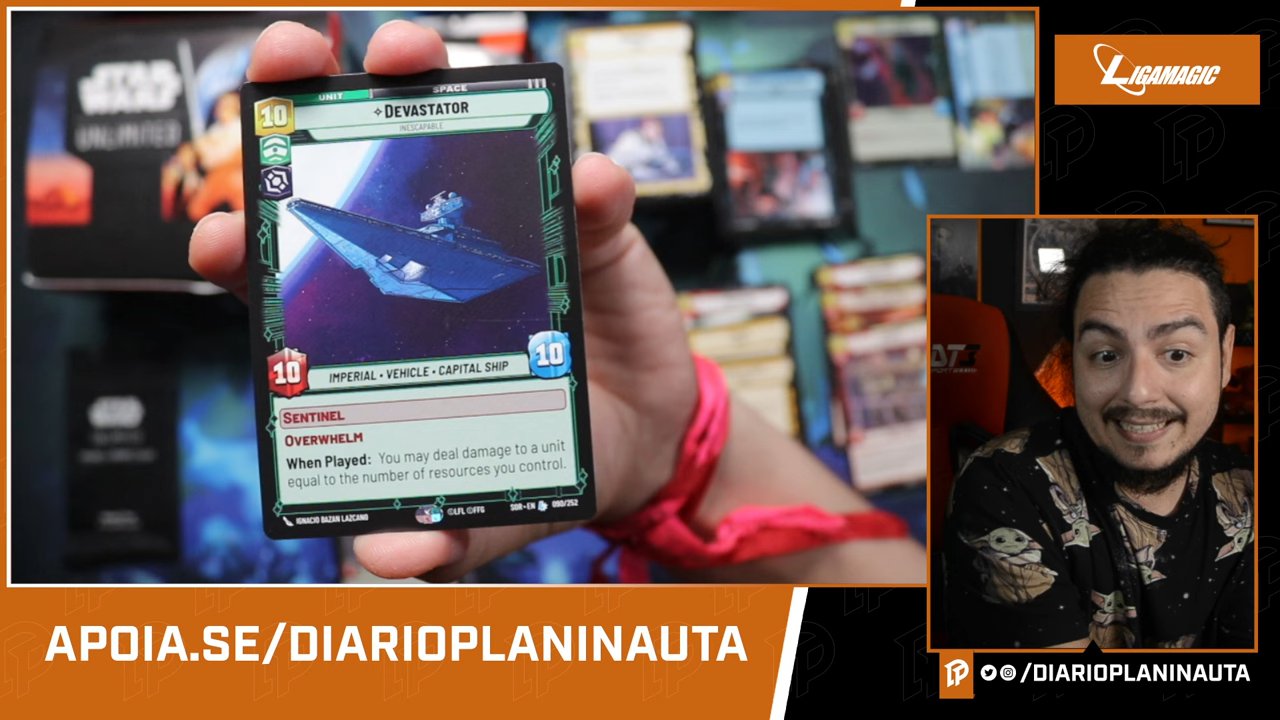 STAR
WARS
UNLIMITED
UNIT
SPACE
10
DEVASTATOR
INESCAPABLE
10
10
IMPERIAL • VEHICLE • CAPITAL SHIP
SENTINEL
OVERWHELM
When Played: You may deal damage to a unit
equal to the number of resources you control.
IGNACIO BAZAN LAZCANO
©LFL ©FFG
SOR • EN
090/252
LIGAMAGIC
DT3
APOIA.SE/DIARIOPLANINAUTA
/DIARIOPLANINAUTA